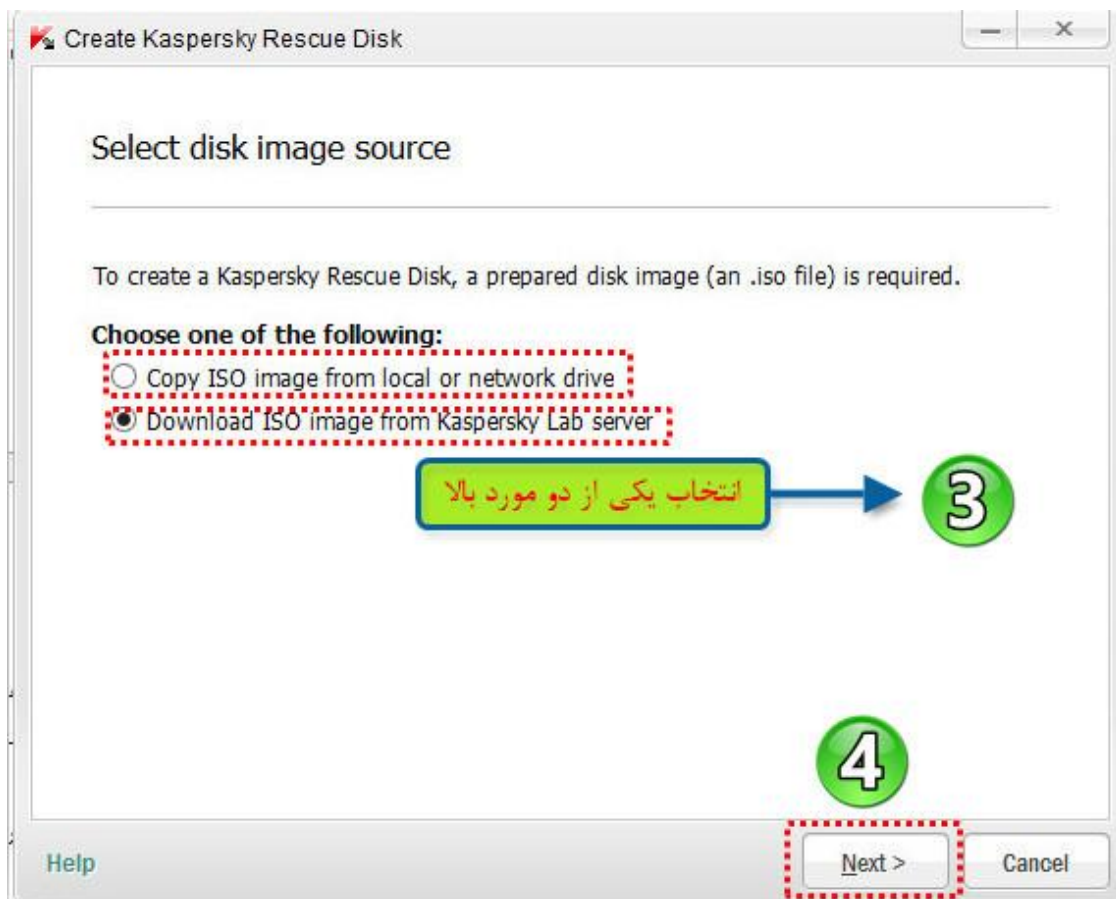 Create Kaspersky Rescue Disk
Select disk image source
To create a Kaspersky Rescue Disk, a prepared disk image (an .iso file) is required.
Choose one of the following:
Copy ISO image from local or network drive
Download ISO image from Kaspersky Lab server
انتخاب یکی از دو مورد بالا
3
4
Help
Next >
Cancel